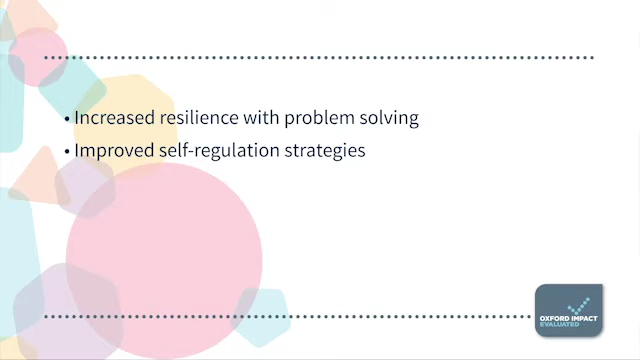 • Increased resilience with problem solving
• Improved self-regulation strategies
OXFORD IMPACT
EVALUATED